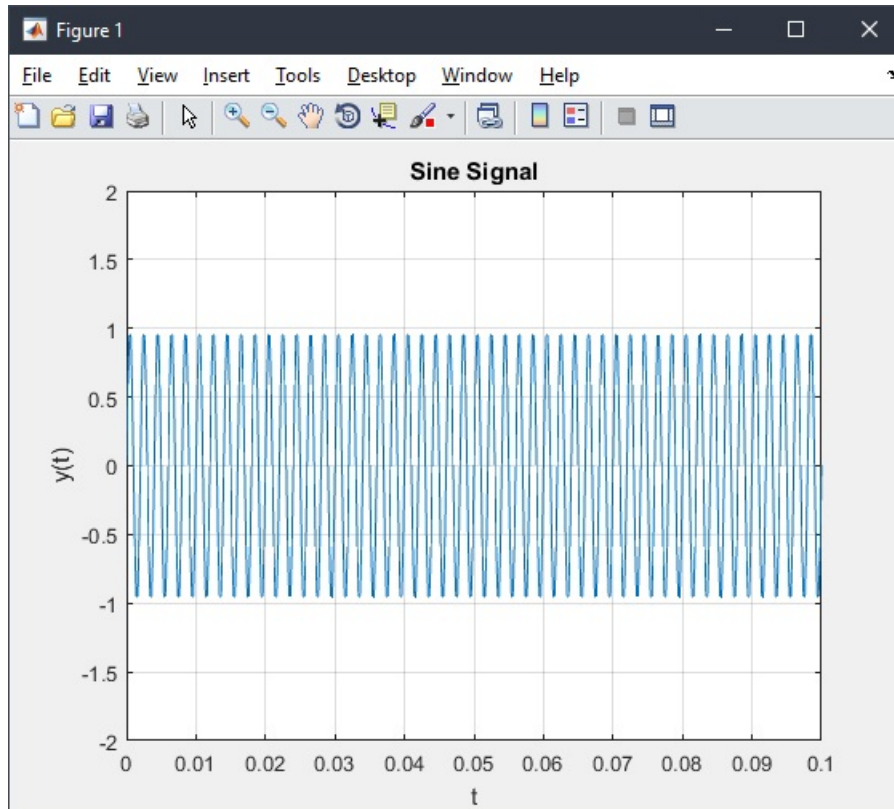 Figure 1
File Edit View Insert Tools Desktop Window Help
Sine Signal
2
1.5
1
0.5
0
-0.5
-1
-1.5
-2
y(t)
0 0.01 0.02 0.03 0.04 0.05 0.06 0.07 0.08 0.09 0.1
t